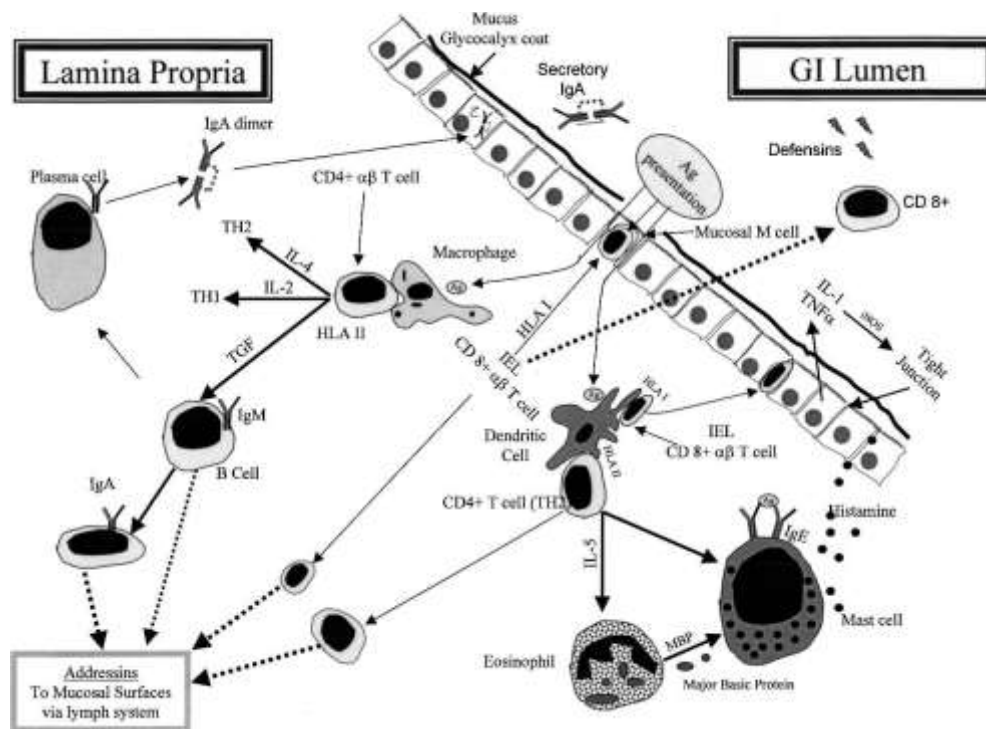 Lamina Propria
Mucus
Glycocalyx coat
Secretory
IgA
GI Lumen
IgA dimer
Defensins
Plasma cell
CD4+ αβ T cell
Ag
presentation
CD 8+
TH2
IL-4
Macrophage
Mucosal M cell
Ag
TH1
IL-2
HLA II
HLA I
IL-1
TNFα
iNOS
TGF
IEL
CD 8+ αβ T cell
Tight
Junction
IgM
B Cell
Ag
HLA I
Dendritic
Cell
HLA II
IEL
CD 8+ αβ T cell
IgA
CD4+ T cell (TH2)
Ag
IgE
Histamine
IL-5
Mast cell
Addressins
To Mucosal Surfaces
via lymph system
Eosinophil
MBP
Major Basic Protein